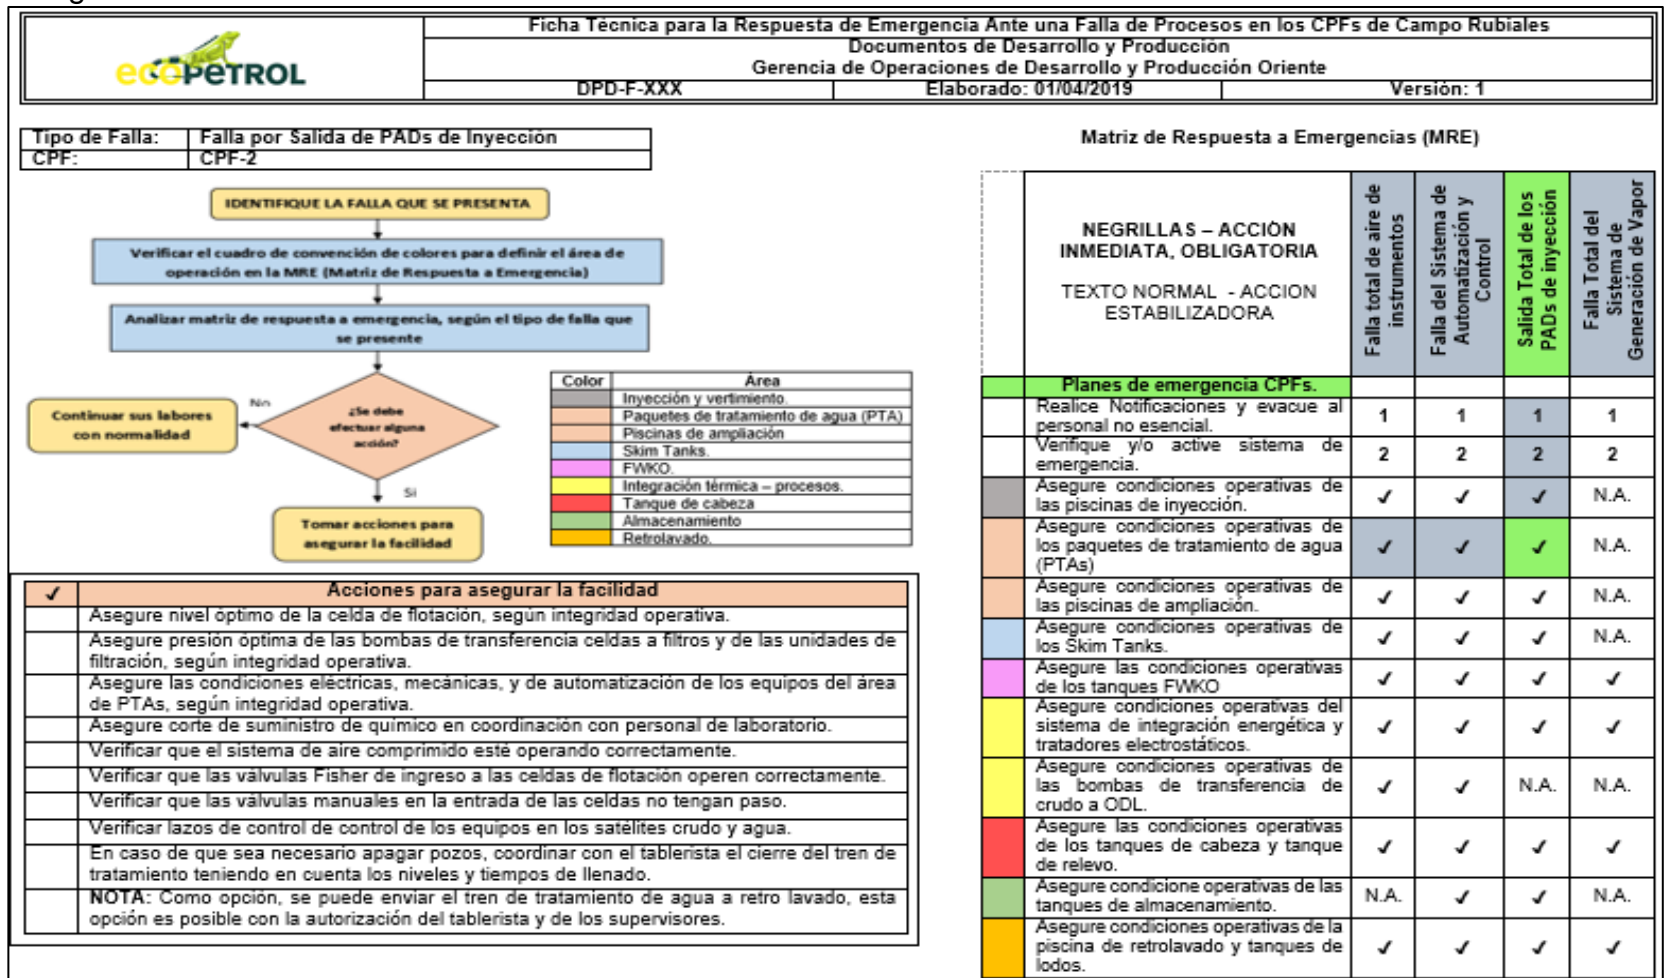 ecopetrol
Ficha Técnica para la Respuesta de Emergencia Ante una Falla de Procesos en los CPFs de Campo Rubiales
Documentos de Desarrollo y Producción
Gerencia de Operaciones de Desarrollo y Producción Oriente
DPD-F-XXX Elaborado: 01/04/2019 Versión: 1
Tipo de Falla: Falla por Salida de PADs de Inyección
CPF: CPF-2
IDENTIFIQUE LA FALLA QUE SE PRESENTA
Verificar el cuadro de convención de colores para definir el área de
operación en la MRE (Matriz de Respuesta a Emergencia)
Analizar matriz de respuesta a emergencia, según el tipo de falla que
se presente
¿Se debe
efectuar alguna
acción?
No
Continuar sus labores
con normalidad
Si
Tomar acciones para
asegurar la facilidad
Color Área
Inyección y vertimiento.
Paquetes de tratamiento de agua (PTA)
Piscinas de ampliación
Skim Tanks.
FWKO.
Integración térmica – procesos.
Tanque de cabeza
Almacenamiento
Retrolavado.
✓ Acciones para asegurar la facilidad
Asegure nivel óptimo de la celda de flotación, según integridad operativa.
Asegure presión óptima de las bombas de transferencia celdas a filtros y de las unidades de
filtración, según integridad operativa.
Asegure las condiciones eléctricas, mecánicas, y de automatización de los equipos del área
de PTAs, según integridad operativa.
Asegure corte de suministro de químico en coordinación con personal de laboratorio.
Verificar que el sistema de aire comprimido esté operando correctamente.
Verificar que las válvulas Fisher de ingreso a las celdas de flotación operen correctamente.
Verificar que las válvulas manuales en la entrada de las celdas no tengan paso.
Verificar lazos de control de control de los equipos en los satélites crudo y agua.
En caso de que sea necesario apagar pozos, coordinar con el tablerista el cierre del tren de
tratamiento teniendo en cuenta los niveles y tiempos de llenado.
NOTA: Como opción, se puede enviar el tren de tratamiento de agua a retro lavado, esta
opción es posible con la autorización del tablerista y de los supervisores.
Matriz de Respuesta a Emergencias (MRE)
NEGRILLAS – ACCIÓN
INMEDIATA, OBLIGATORIA
TEXTO NORMAL - ACCION
ESTABILIZADORA
Falla total de aire de
instrumentos
Falla del Sistema de
Automatización y
Control
Salida Total de los
PADs de inyección
Falla Total del
Sistema de
Generación de Vapor
Planes de emergencia CPFs.
Realice Notificaciones y evacue al
personal no esencial. 1 1 1 1
Verifique y/o active sistema de
emergencia. 2 2 2 2
Asegure condiciones operativas de
las piscinas de inyección. ✓ ✓ ✓ N.A.
Asegure condiciones operativas de
los paquetes de tratamiento de agua
(PTAs) ✓ ✓ ✓ N.A.
Asegure condiciones operativas de
las piscinas de ampliación. ✓ ✓ ✓ N.A.
Asegure condiciones operativas de
los Skim Tanks. ✓ ✓ ✓ N.A.
Asegure las condiciones operativas
de los tanques FWKO ✓ ✓ ✓ ✓
Asegure condiciones operativas del
sistema de integración energética y
tratadores electrostáticos. ✓ ✓ ✓ ✓
Asegure condiciones operativas de
las bombas de transferencia de
crudo a ODL. ✓ ✓ N.A. N.A.
Asegure las condiciones operativas
de los tanques de cabeza y tanque
de relevo. ✓ ✓ ✓ ✓
Asegure condicione operativas de las
tanques de almacenamiento. N.A. ✓ ✓ N.A.
Asegure condiciones operativas de la
piscina de retrolavado y tanques de
lodos. ✓ ✓ ✓ ✓